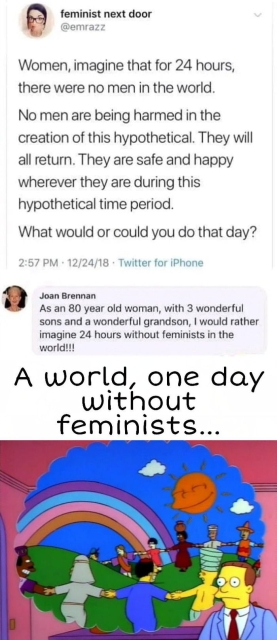 feminist next door
@emrazz
Women, imagine that for 24 hours,
there were no men in the world.
No men are being harmed in the
creation of this hypothetical. They will
all return. They are safe and happy
wherever they are during this
hypothetical time period.
What would or could you do that day?
2:57 PM · 12/24/18 · Twitter for iPhone
Joan Brennan
As an 80 year old woman, with 3 wonderful
sons and a wonderful grandson, I would rather
imagine 24 hours without feminists in the
world!!!
A world, one day
without
feminists...